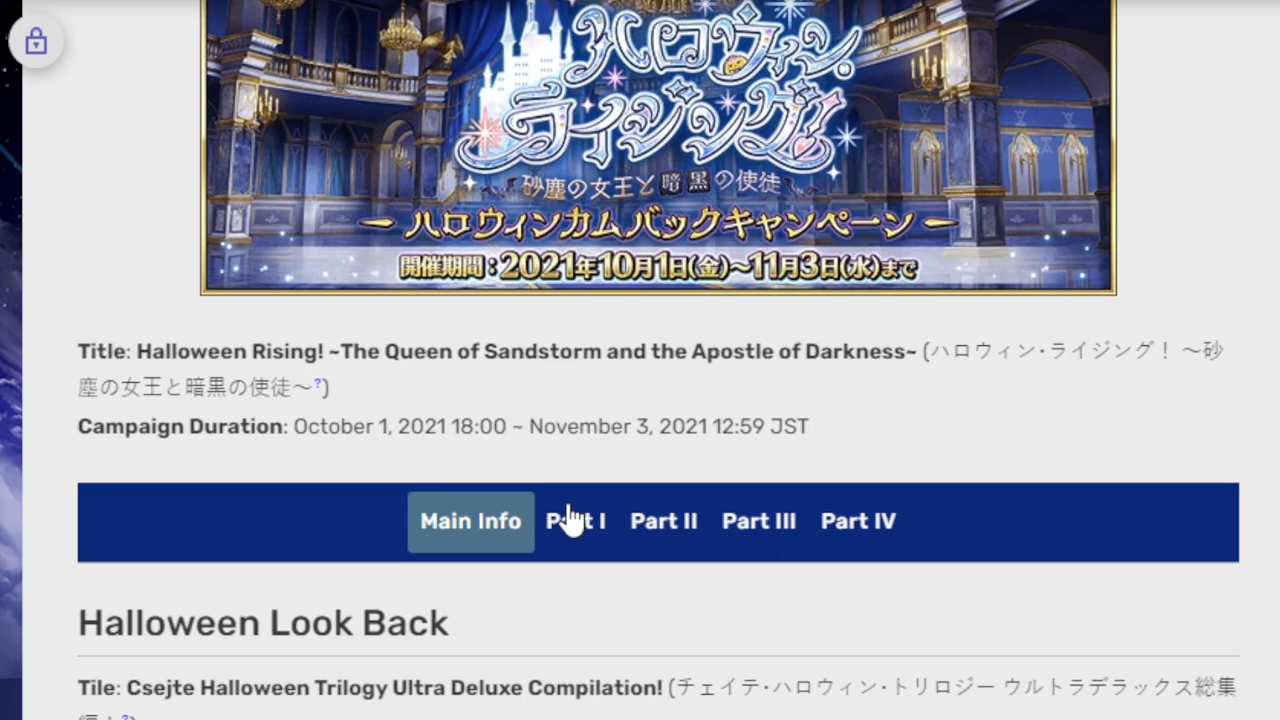 ハロウィン・
ライジング!
砂塵の女王と暗黒の使徒
ハロウィンカムバックキャンペーン
開催期間:2021年10月1日(金)~11月3日(水)まで
Title: Halloween Rising! ~The Queen of Sandstorm and the Apostle of Darkness~ (ハロウィン・ライジング! 〜砂
塵の女王と暗黒の使徒〜?)
Campaign Duration: October 1, 2021 18:00 ~ November 3, 2021 12:59 JST
Main Info Part I Part II Part III Part IV
Halloween Look Back
Tile: Csejte Halloween Trilogy Ultra Deluxe Compilation! (チェイテ・ハロウィン・トリロジー ウルトラデラックス総集